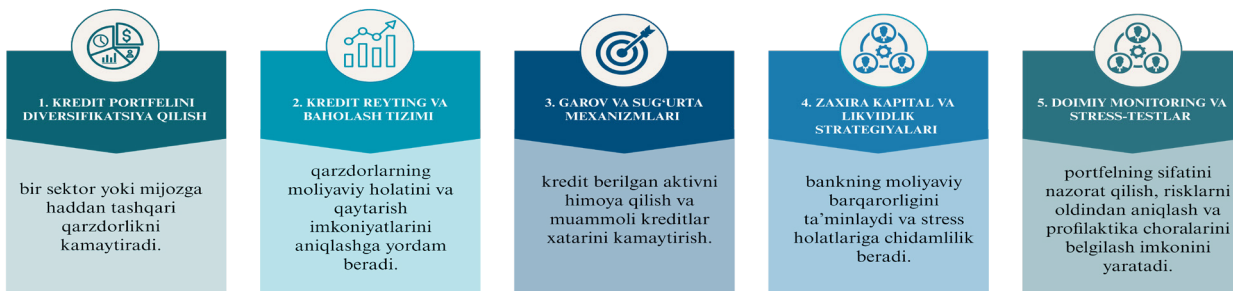 1. KREDIT PORTFELINI
DIVERSIFIKATSIYA QILISH
bir sektor yoki mijozga
haddan tashqari
qarzdorlikni
kamaytiradi.
2. KREDIT REYTING VA
BAHOLASH TIZIMI
qarzdorlarning
moliyaviy holatini va
qaytarish
imkoniyatlarini
aniqlashga yordam
beradi.
3. GAROV VA SUG‘URTA
MEXANIZMLARI
kredit berilgan aktivni
himoya qilish va
muammoli kreditlar
xatarini kamaytirish.
4. ZAXIRA KAPITAL VA
LIKVIDLIK
STRATEGIYALARI
bankning moliyaviy
barqarorligini
ta’minlaydi va stress
holatlariga chidamlilik
beradi.
5. DOIMIY MONITORING VA
STRESS-TESTLAR
portfelning sifatini
nazorat qilish, risklarni
oldindan aniqlash va
profilaktika choralarini
belgilash imkonini
yaratadi.